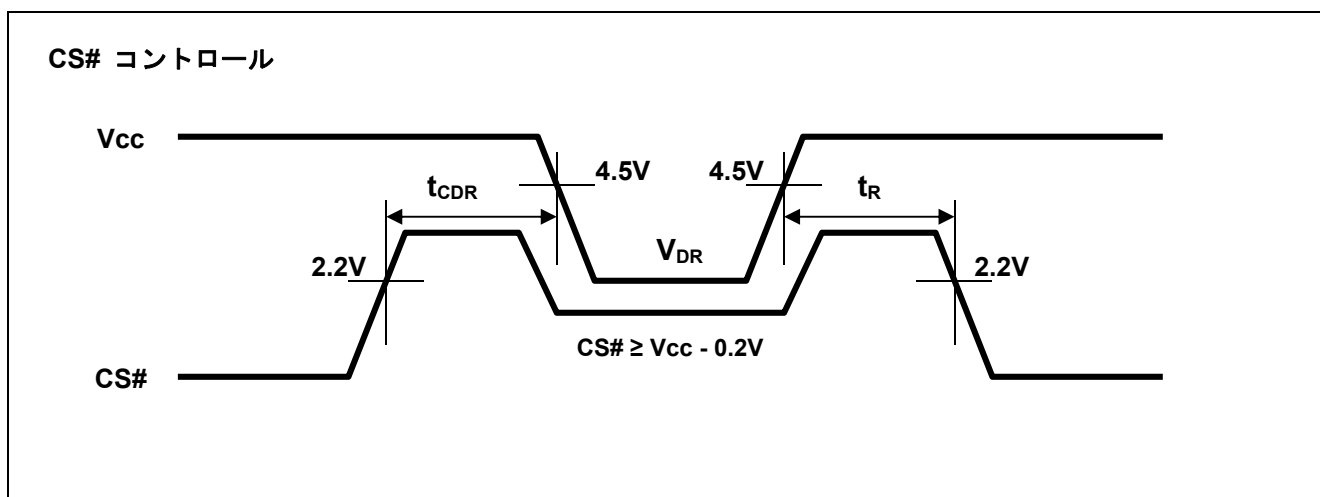 CS# コントロール
Vcc
4.5V
4.5V
tCDR
tR
VDR
2.2V
2.2V
CS# ≥ Vcc - 0.2V
CS#